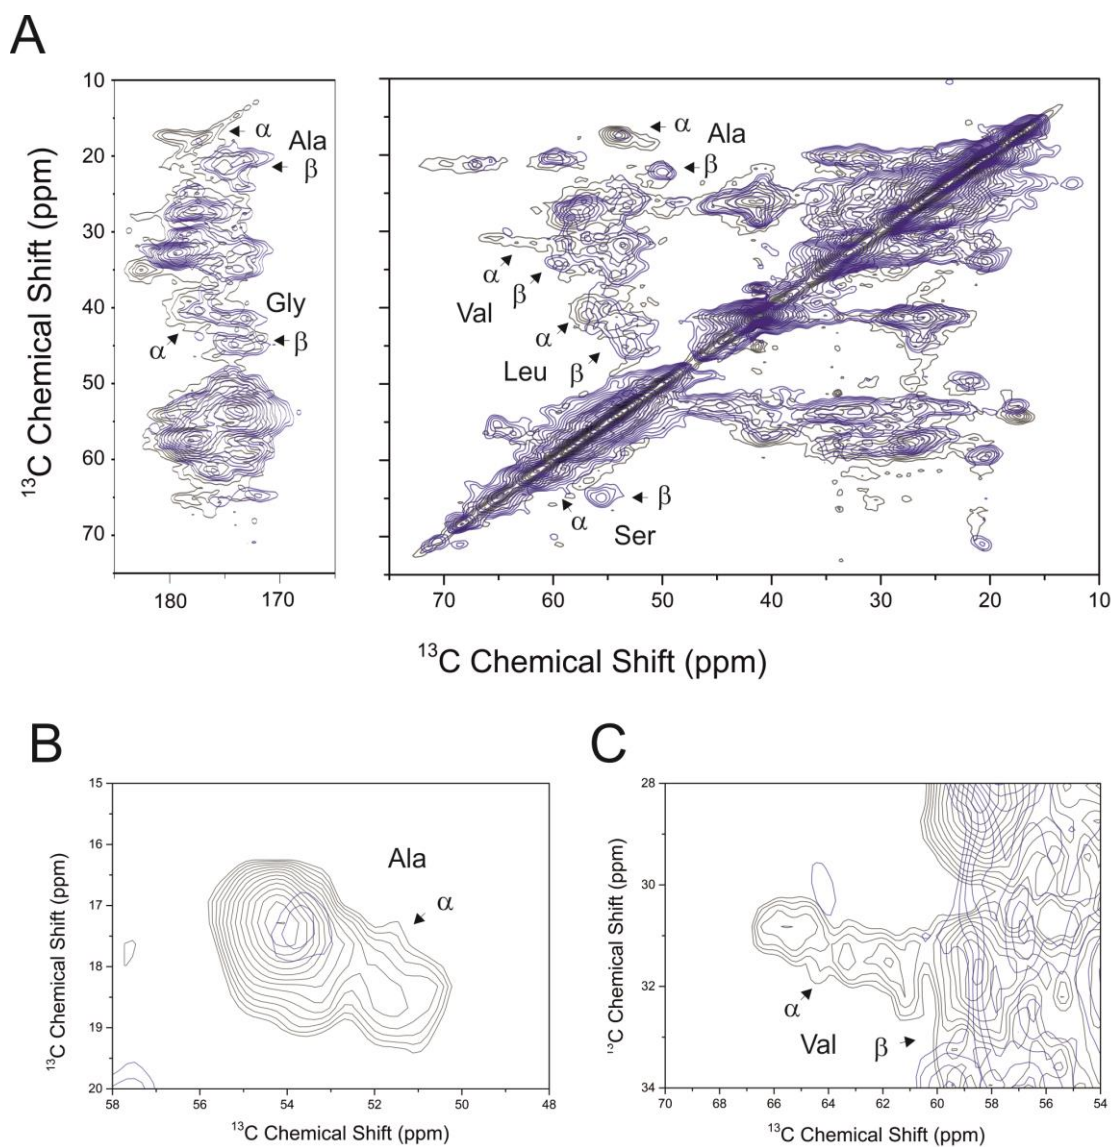 A
10
20
30
40
50
60
70
¹³C Chemical Shift (ppm)
α
Ala
β
Gly
α
β
180
170
α
Ala
β
α
Val
β
α
Leu
β
α
β
Ser
70
60
50
40
30
20
10
¹³C Chemical Shift (ppm)
B
15
16
17
18
19
20
¹³C Chemical Shift (ppm)
Ala
α
58
56
54
52
50
48
¹³C Chemical Shift (ppm)
C
28
30
32
34
¹³C Chemical Shift (ppm)
α
Val
β
70
68
66
64
62
60
58
56
54
¹³C Chemical Shift (ppm)